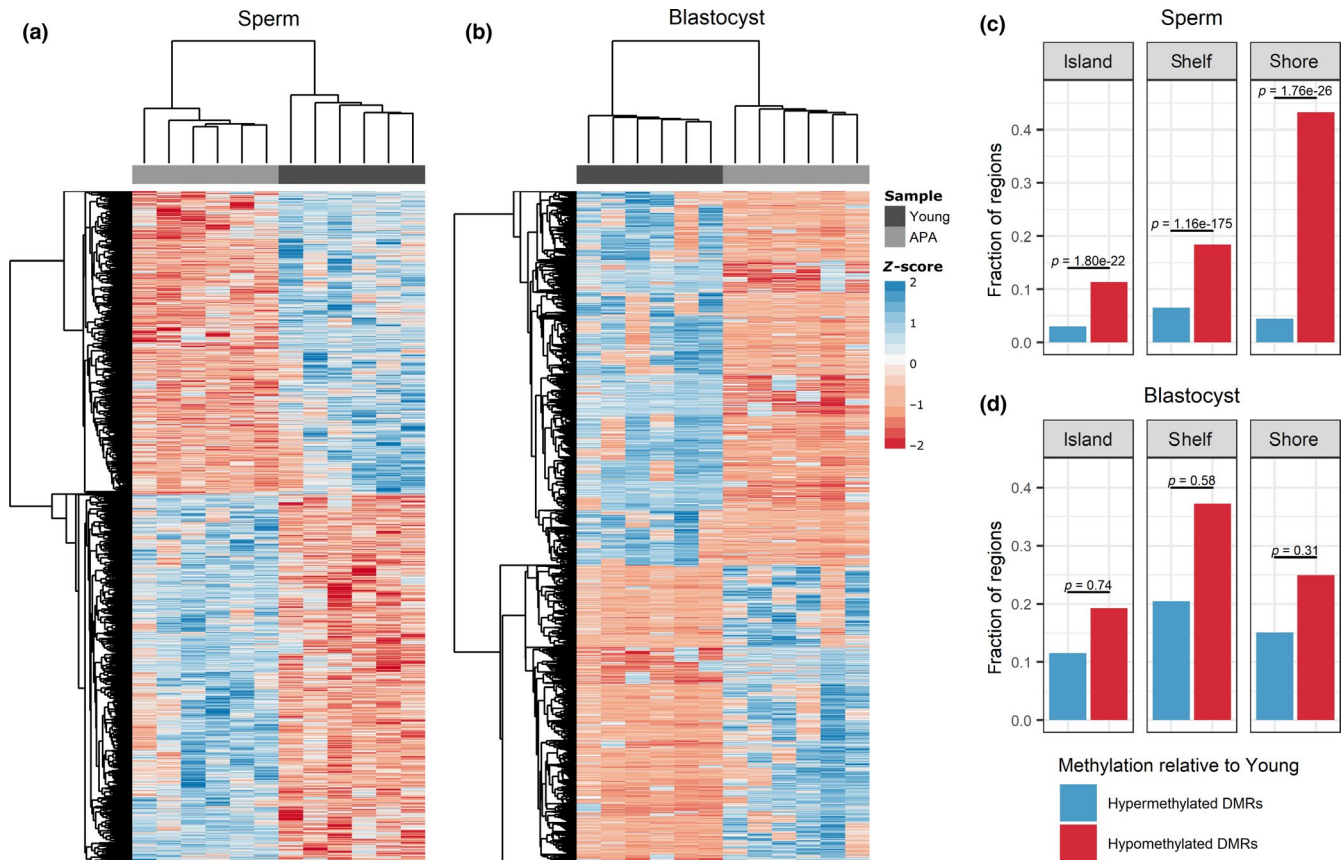 (a)
Sperm
(b)
Blastocyst
Sample
Young
APA
Z-score
2
1
0
−1
−2
(c)
Sperm
Island
Shelf
Shore
Fraction of regions
0.4
0.3
0.2
0.1
0.0
p = 1.80e-22
p = 1.16e-175
p = 1.76e-26
(d)
Blastocyst
Island
Shelf
Shore
Fraction of regions
0.4
0.3
0.2
0.1
0.0
p = 0.74
p = 0.58
p = 0.31
Methylation relative to Young
Hypermethylated DMRs
Hypomethylated DMRs